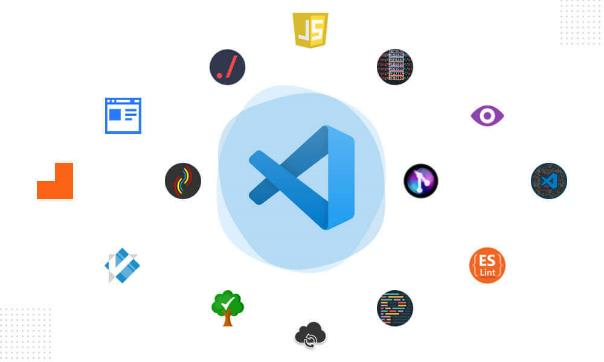 JS
./
{ES}
Lint